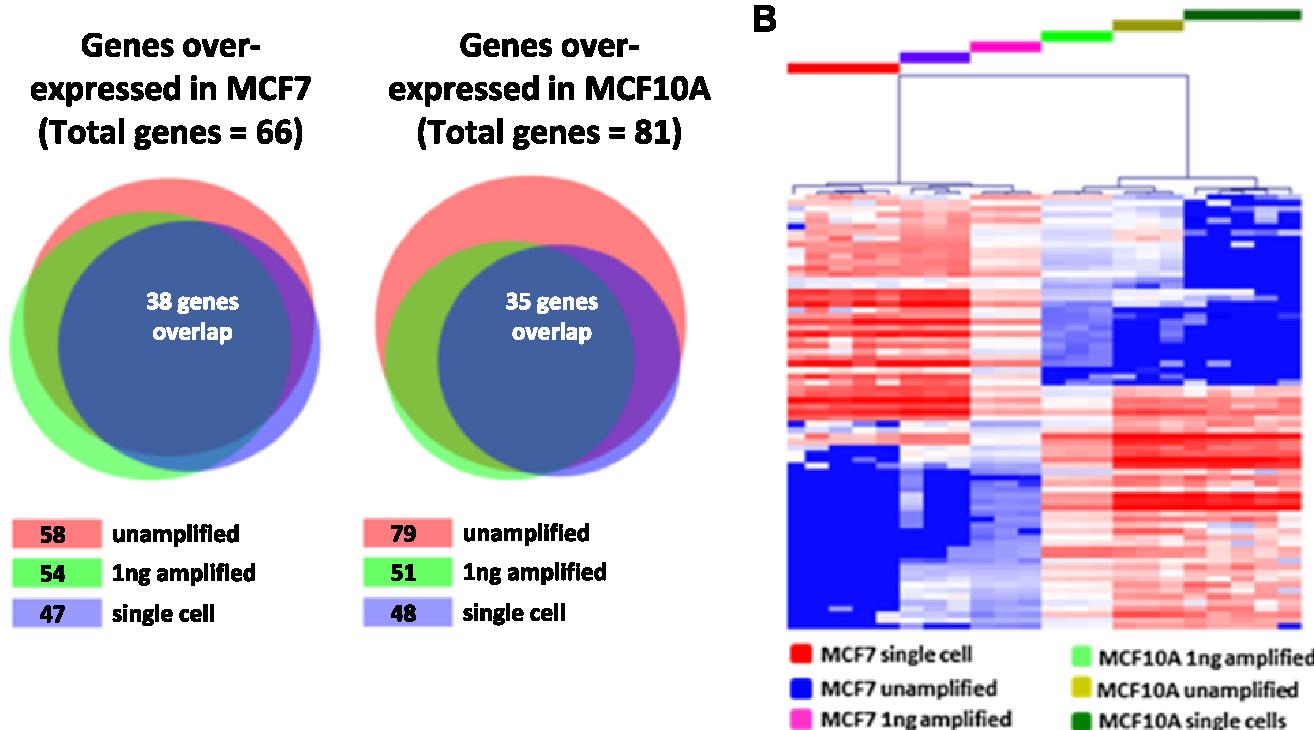 Genes over-
expressed in MCF7
(Total genes = 66)
38 genes
overlap
58 unamplified
54 1ng amplified
47 single cell
Genes over-
expressed in MCF10A
(Total genes = 81)
35 genes
overlap
79 unamplified
51 1ng amplified
48 single cell
B
MCF7 single cell
MCF7 unamplified
MCF7 1ng amplified
MCF10A 1ng amplified
MCF10A unamplified
MCF10A single cells